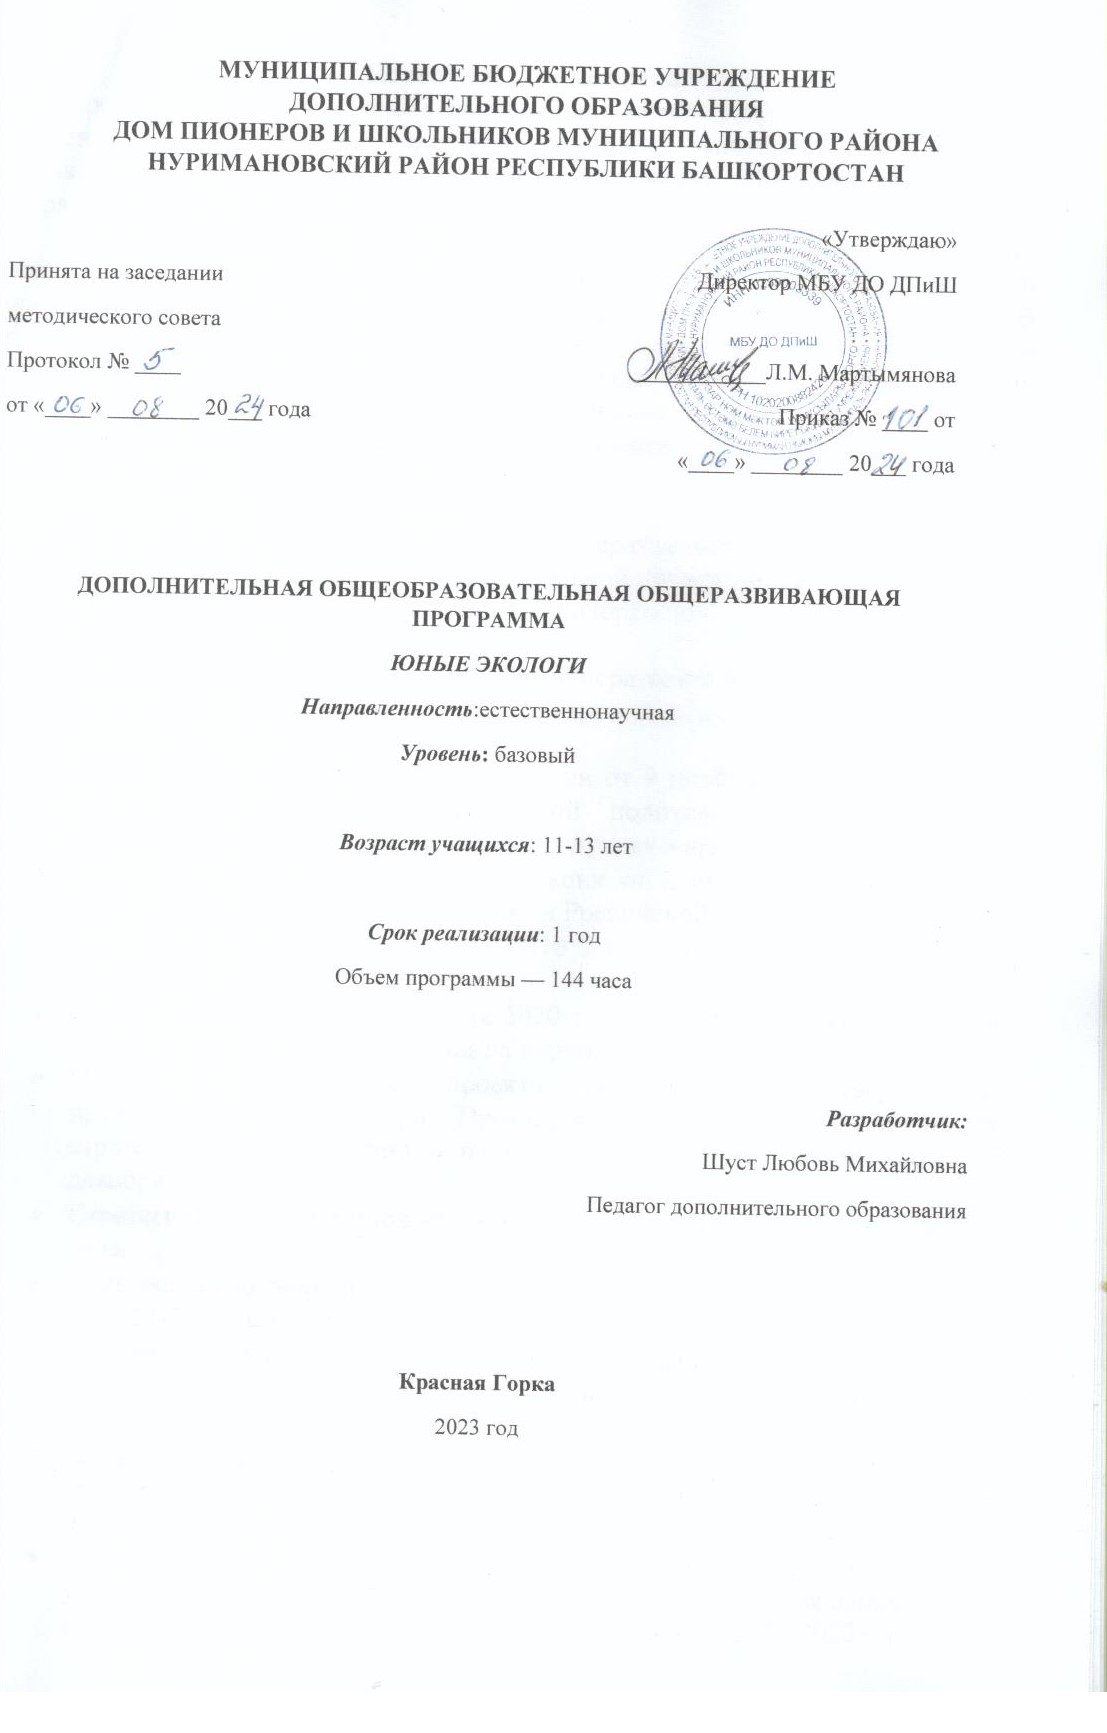 МУНИЦИПАЛЬНОЕ БЮДЖЕТНОЕ УЧРЕЖДЕНИЕ
ДОПОЛНИТЕЛЬНОГО ОБРАЗОВАНИЯ
ДОМ ПИОНЕРОВ И ШКОЛЬНИКОВ МУНИЦИПАЛЬНОГО РАЙОНА
НУРИМАНОВСКИЙ РАЙОН РЕСПУБЛИКИ БАШКОРТОСТАН
Принята на заседании
методического совета
Протокол № 5
от «06» 08 2024 года
«Утверждаю»
Директор МБУ ДО ДПиШ
МБУ ДО ДПиШ
Л.М. Мартымянова
Приказ № 101 от
«06» 08 2024 года
ДОПОЛНИТЕЛЬНАЯ ОБЩЕОБРАЗОВАТЕЛЬНАЯ ОБЩЕРАЗВИВАЮЩАЯ
ПРОГРАММА
ЮНЫЕ ЭКОЛОГИ
Направленность:естественнонаучная
Уровень: базовый
Возраст учащихся: 11-13 лет
Срок реализации: 1 год
Объем программы — 144 часа
Разработчик:
Шуст Любовь Михайловна
Педагог дополнительного образования
Красная Горка
2023 год